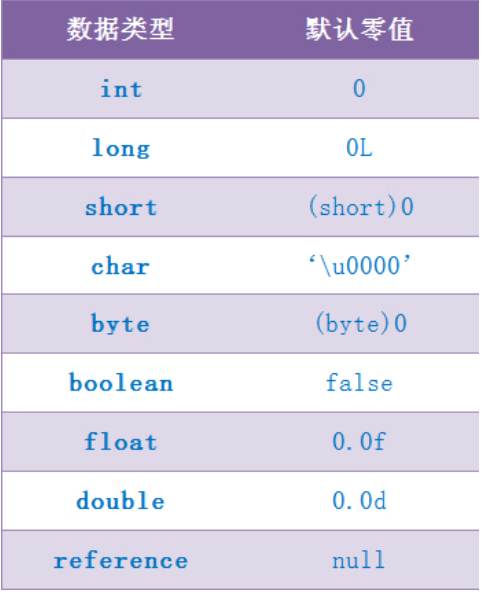 数据类型 默认零值
int 0
long 0L
short (short)0
char ‘\u0000’
byte (byte)0
boolean false
float 0.0f
double 0.0d
reference null